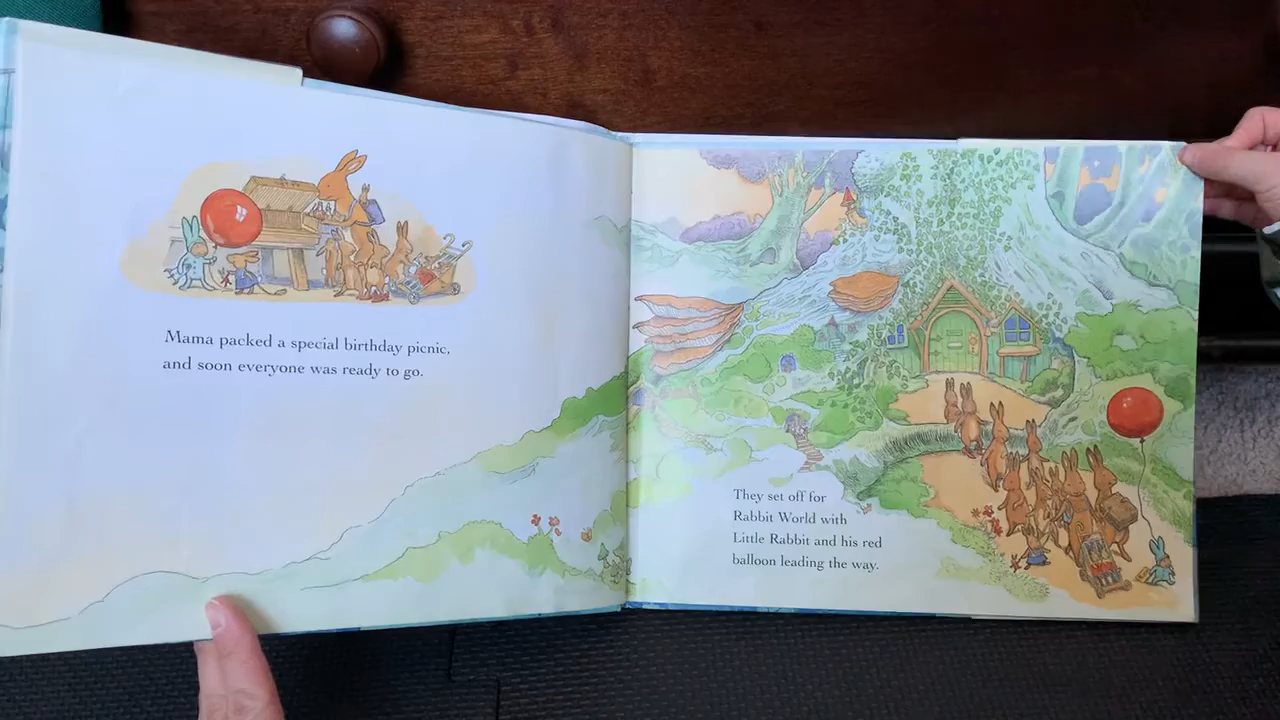 Mama packed a special birthday picnic,
and soon everyone was ready to go.
They set off for
Rabbit World with
Little Rabbit and his red
balloon leading the way.